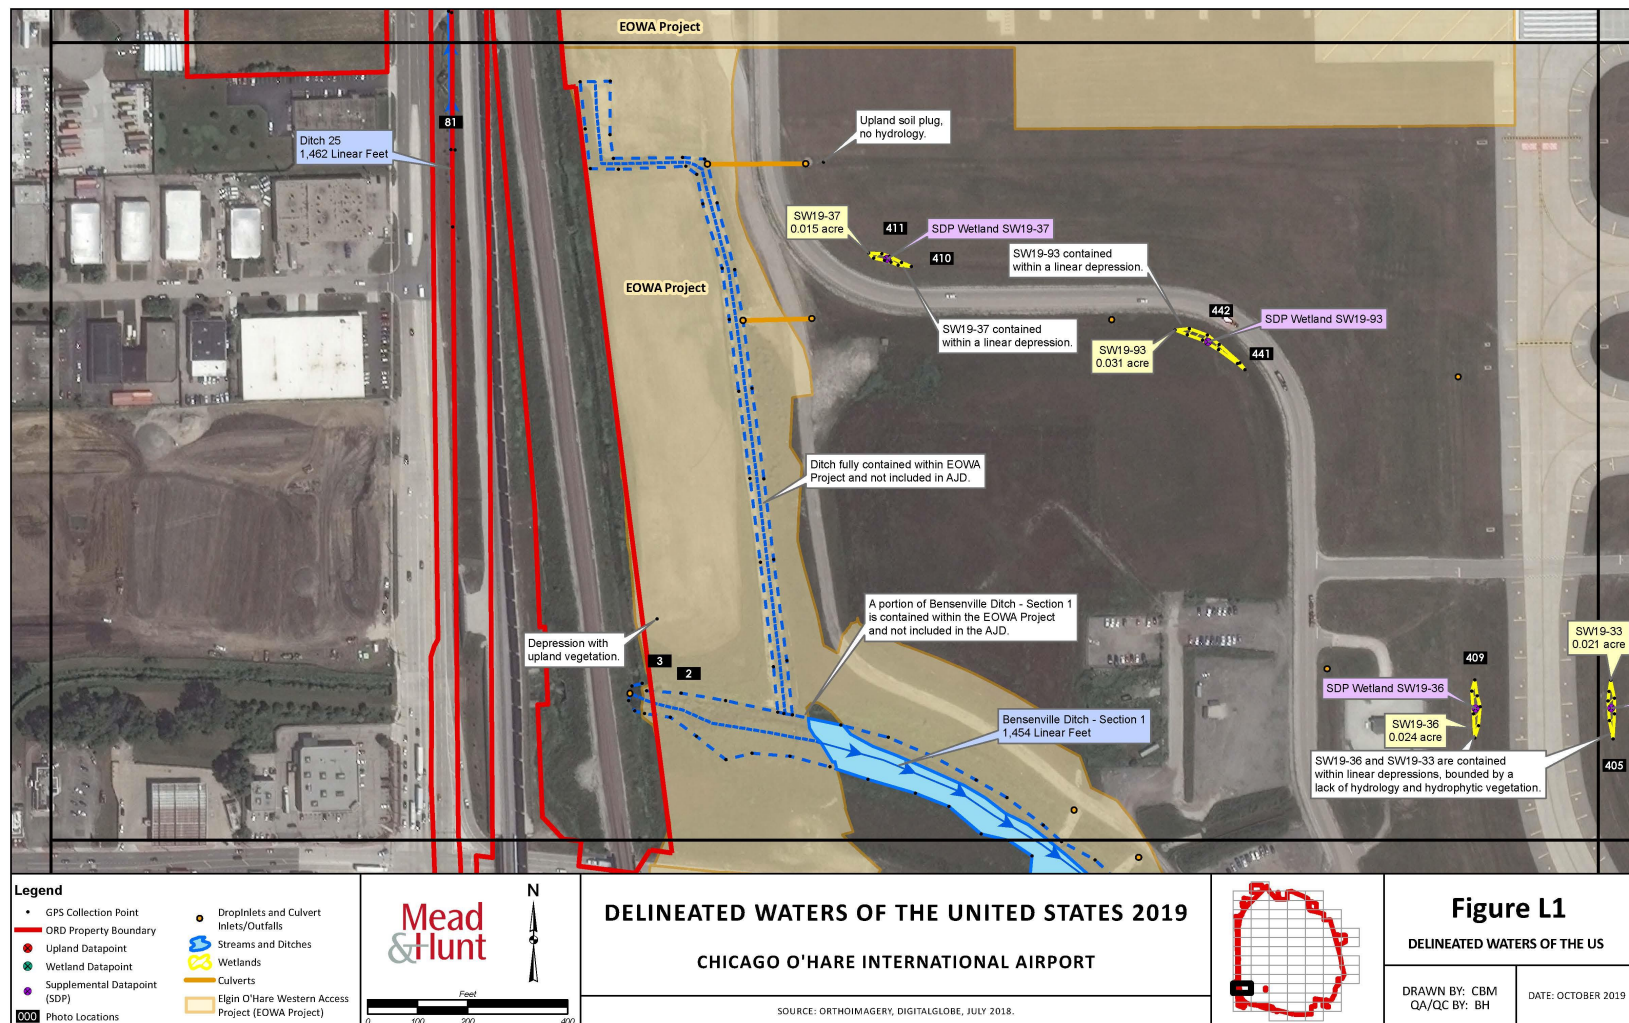 EOWA Project
81
Ditch 25
1,462 Linear Feet
Upland soil plug,
no hydrology.
SW19-37
0.015 acre
411
SDP Wetland SW19-37
410
SW19-93 contained
within a linear depression.
EOWA Project
442
SDP Wetland SW19-93
SW19-37 contained
within a linear depression.
SW19-93
0.031 acre
441
Ditch fully contained within EOWA
Project and not included in AJD.
A portion of Bensenville Ditch - Section 1
is contained within the EOWA Project
and not included in the AJD.
Depression with
upland vegetation.
3
2
SW19-33
0.021 acre
409
SDP Wetland SW19-36
SW19-36
0.024 acre
Bensenville Ditch - Section 1
1,454 Linear Feet
SW19-36 and SW19-33 are contained
within linear depressions, bounded by a
lack of hydrology and hydrophytic vegetation.
405
Legend
GPS Collection Point
ORD Property Boundary
Upland Datapoint
Wetland Datapoint
Supplemental Datapoint
(SDP)
000 Photo Locations
DropInlets and Culvert
Inlets/Outfalls
Streams and Ditches
Wetlands
Culverts
Elgin O'Hare Western Access
Project (EOWA Project)
Mead
&Hunt
N
Feet
0 100 200 400
DELINEATED WATERS OF THE UNITED STATES 2019
CHICAGO O'HARE INTERNATIONAL AIRPORT
SOURCE: ORTHOIMAGERY, DIGITALGLOBE, JULY 2018.
Figure L1
DELINEATED WATERS OF THE US
DRAWN BY: CBM
QA/QC BY: BH
DATE: OCTOBER 2019